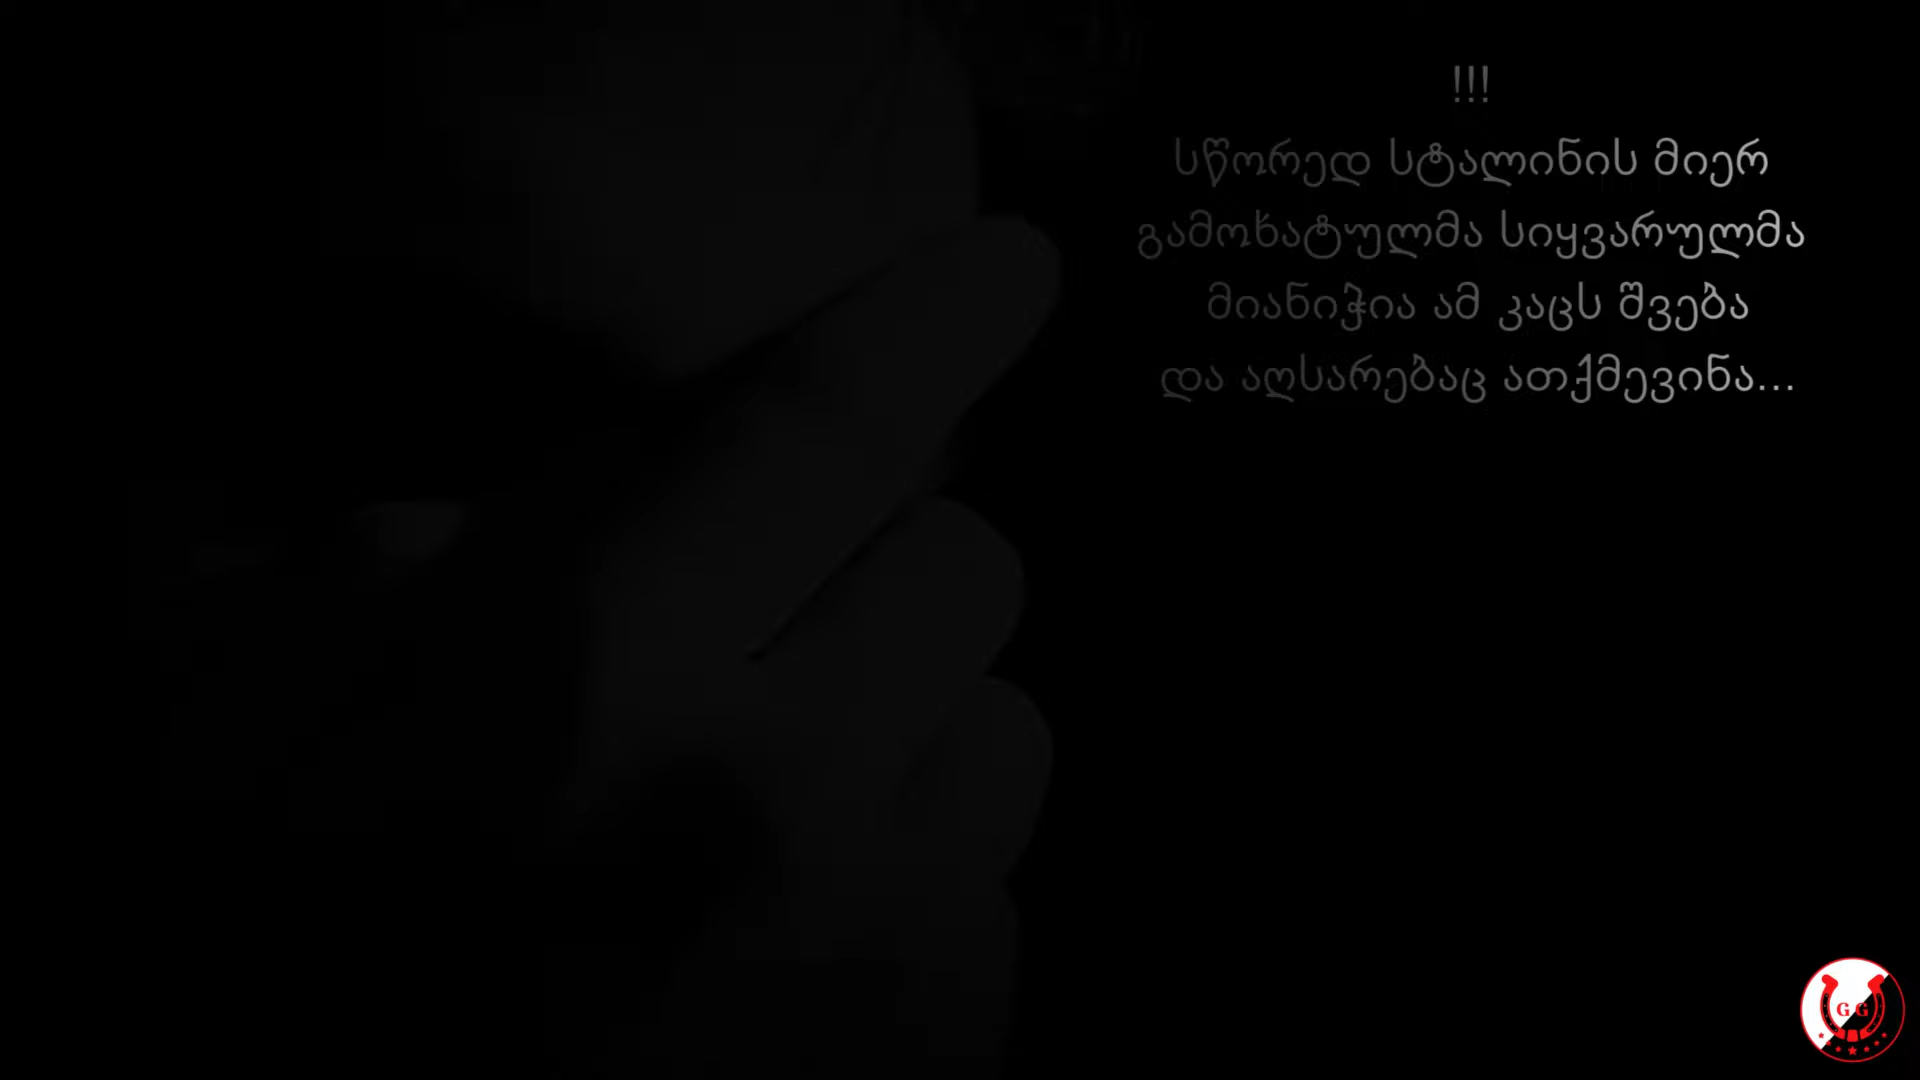 !!!
სწორედ სტალინის მიერ
გამოხატულმა სიყვარულმა
მიანიჭია ამ კაცს შვება
და აღსარებაც ათქმევინა...
G G